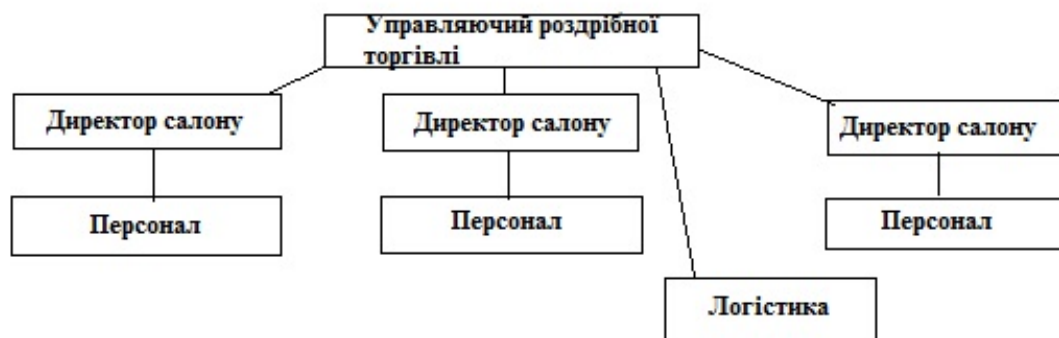 Управляючий роздрібної
торгівлі
Директор салону
Директор салону
Директор салону
Персонал
Персонал
Персонал
Логістика